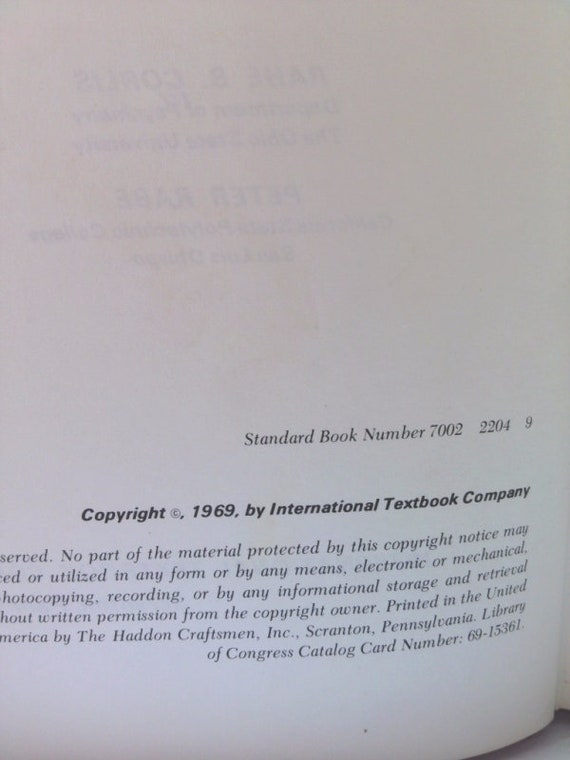 Standard Book Number 7002 2204 9
Copyright ©, 1969, by International Textbook Company
served. No part of the material protected by this copyright notice may
ed or utilized in any form or by any means, electronic or mechanical,
hotocopying, recording, or by any informational storage and retrieval
hout written permission from the copyright owner. Printed in the United
merica by The Haddon Craftsmen, Inc., Scranton, Pennsylvania. Library
of Congress Catalog Card Number: 69-15361.